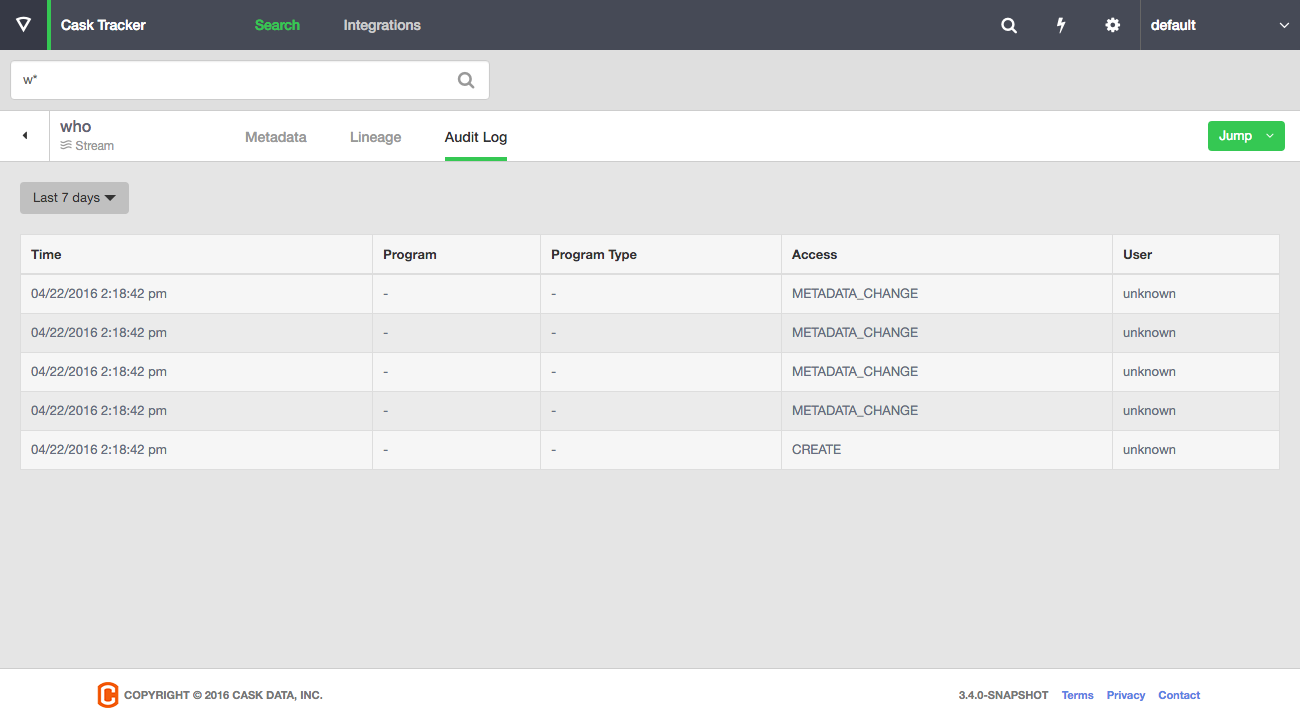 Cask Tracker Search Integrations default
w*
who
Stream
Metadata Lineage Audit Log Jump
Last 7 days
Time Program Program Type Access User
04/22/2016 2:18:42 pm - - METADATA_CHANGE unknown
04/22/2016 2:18:42 pm - - METADATA_CHANGE unknown
04/22/2016 2:18:42 pm - - METADATA_CHANGE unknown
04/22/2016 2:18:42 pm - - METADATA_CHANGE unknown
04/22/2016 2:18:42 pm - - CREATE unknown
COPYRIGHT © 2016 CASK DATA, INC. 3.4.0-SNAPSHOT Terms Privacy Contact